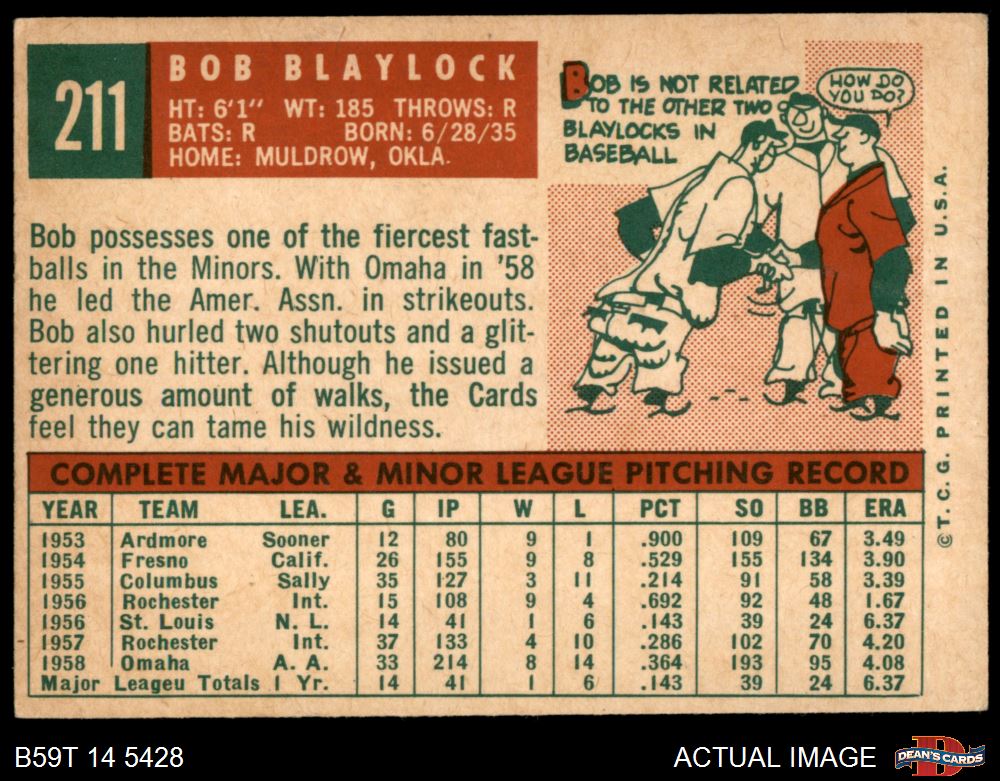 211
BOB BLAYLOCK
HT: 6'1" WT: 185 THROWS: R
BATS: R BORN: 6/28/35
HOME: MULDROW, OKLA.
BOB IS NOT RELATED
TO THE OTHER TWO
BLAYLOCKS IN
BASEBALL
HOW DO
YOU DO?
Bob possesses one of the fiercest fast-
balls in the Minors. With Omaha in '58
he led the Amer. Assn. in strikeouts.
Bob also hurled two shutouts and a glit-
tering one hitter. Although he issued a
generous amount of walks, the Cards
feel they can tame his wildness.
COMPLETE MAJOR & MINOR LEAGUE PITCHING RECORD
YEAR TEAM LEA. G IP W L PCT SO BB ERA
1953 Ardmore Sooner 12 80 9 1 .900 109 67 3.49
1954 Fresno Calif. 26 155 9 8 .529 155 134 3.90
1955 Columbus Sally 35 127 3 11 .214 91 58 3.39
1956 Rochester Int. 15 108 9 4 .692 92 48 1.67
1956 St. Louis N. L. 14 41 1 6 .143 39 24 6.37
1957 Rochester Int. 37 133 4 10 .286 102 70 4.20
1958 Omaha A. A. 33 214 8 14 .364 193 95 4.08
Major Leageu Totals 1 Yr. 14 41 1 6 .143 39 24 6.37
© T. C. G. PRINTED IN U. S. A.
B59T 14 5428
ACTUAL IMAGE
DEAN'S CARDS